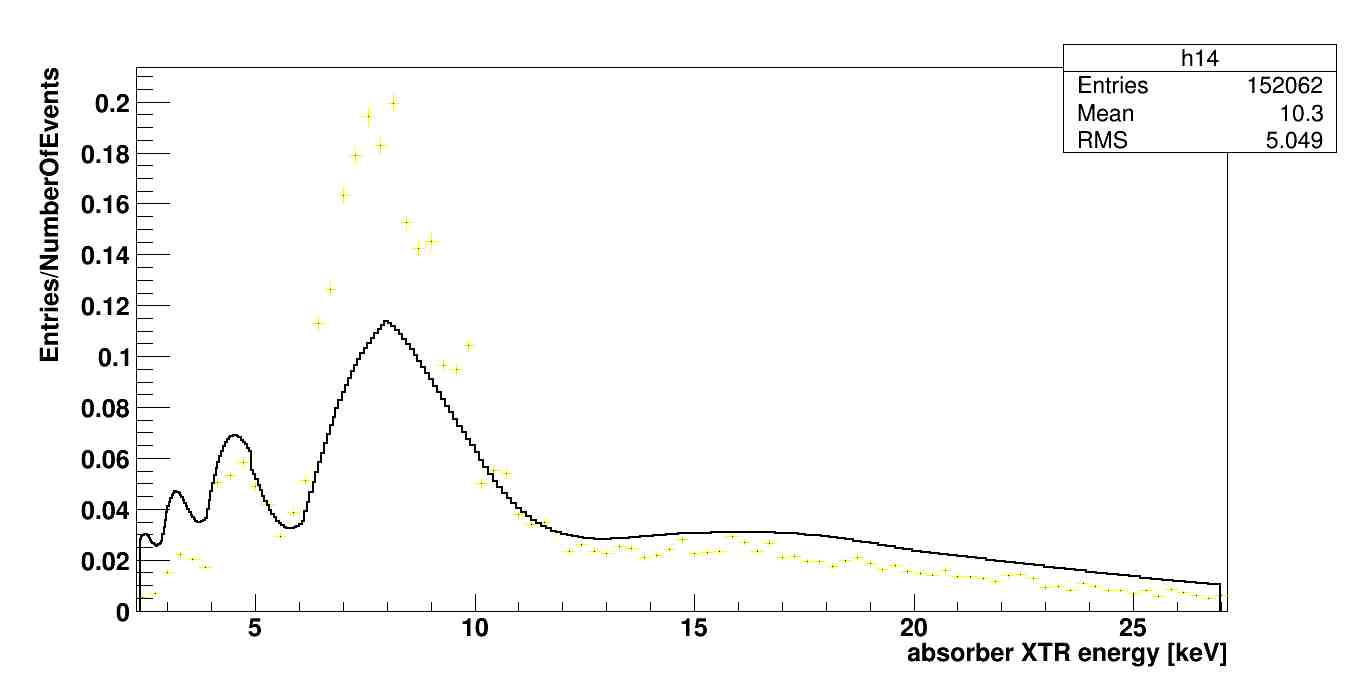 h14
Entries 152062
Mean 10.3
RMS 5.049
Entries/NumberOfEvents
0.2
0.18
0.16
0.14
0.12
0.1
0.08
0.06
0.04
0.02
0
5 10 15 20 25
absorber XTR energy [keV]